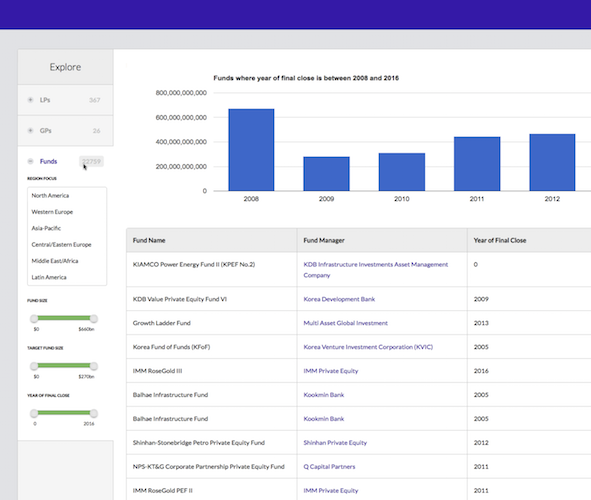 Explore
LPs 367
GPs 26
Funds 22759
REGION FOCUS
North America
Western Europe
Asia-Pacific
Central/Eastern Europe
Middle East/Africa
Latin America
FUND SIZE
$0 $660bn
TARGET FUND SIZE
$0 $270bn
YEAR OF FINAL CLOSE
0 2016
Funds where year of final close is between 2008 and 2016
800,000,000,000
600,000,000,000
400,000,000,000
200,000,000,000
0
2008 2009 2010 2011 2012
Fund Name Fund Manager Year of Final Close
KIAMCO Power Energy Fund II (KPEF No.2) KDB Infrastructure Investments Asset Management 0
Company
KDB Value Private Equity Fund VI Korea Development Bank 2009
Growth Ladder Fund Multi Asset Global Investment 2013
Korea Fund of Funds (KFoF) Korea Venture Investment Corporation (KVIC) 2005
IMM RoseGold III IMM Private Equity 2016
Balhae Infrastructure Fund Kookmin Bank 2005
Balhae Infrastructure Fund Kookmin Bank 2005
Shinhan-Stonebridge Petro Private Equity Fund Shinhan Private Equity 2012
NPS-KT&G Corporate Partnership Private Equity Fund Q Capital Partners 2011
IMM RoseGold PEF II IMM Private Equity 2011